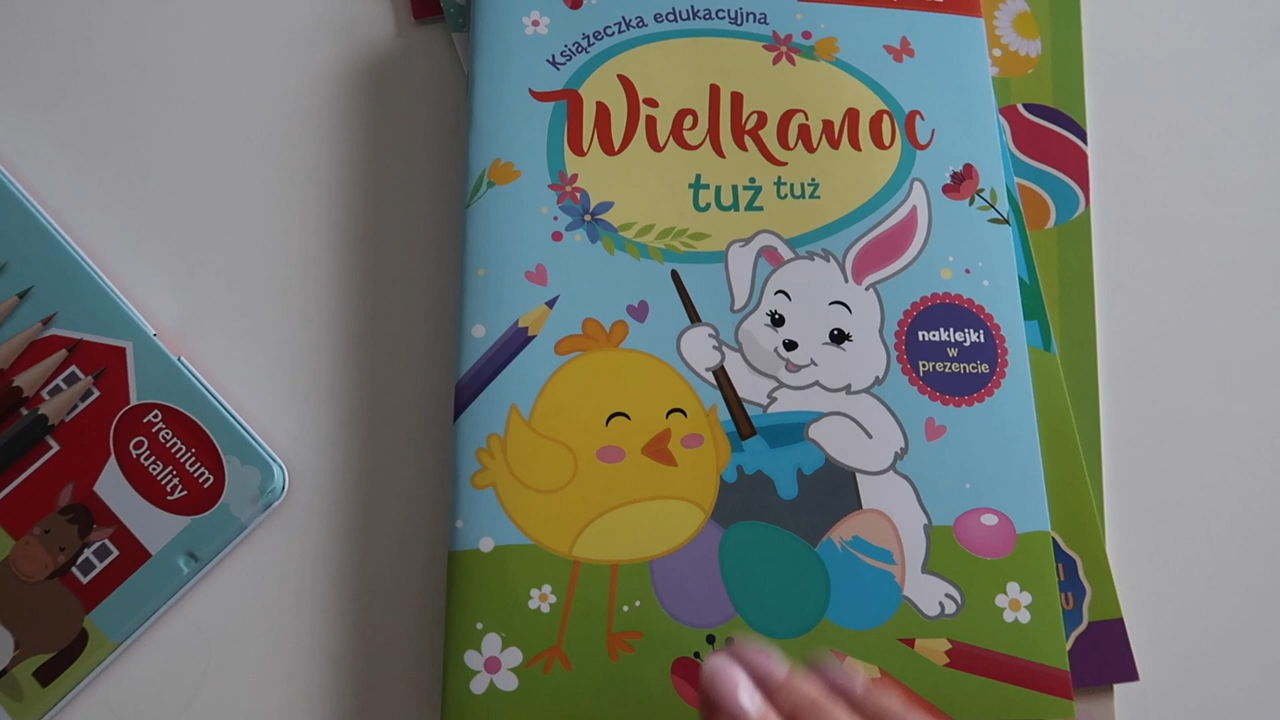 Książeczka edukacyjna
Wielkanoc
tuż tuż
naklejki
w
prezencie
Premium
Quality